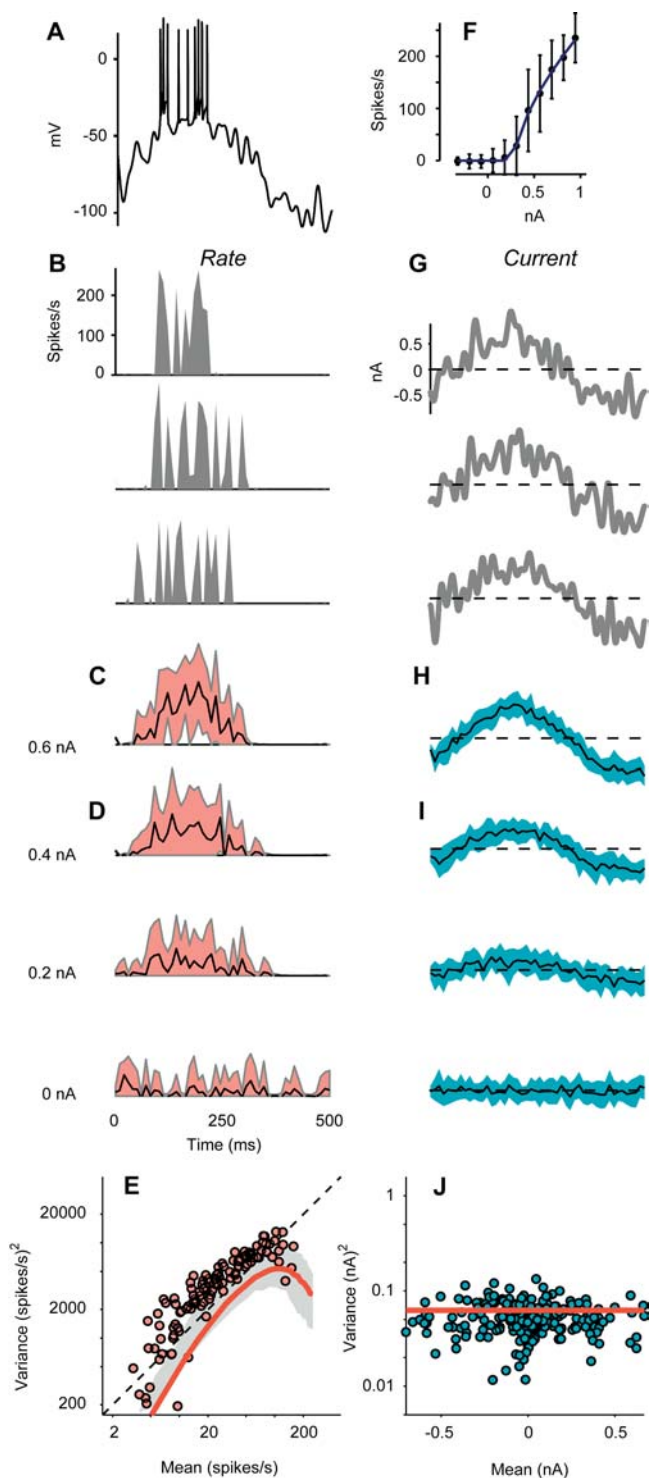 A
0
mV
-50
-100
F
Spikes/s
200
100
0
0
0.5
1
nA
B
Rate
Spikes/s
200
100
0
G
Current
nA
0.5
0
-0.5
C
0.6 nA
H
D
0.4 nA
I
0.2 nA
0 nA
0
250
500
Time (ms)
E
Variance (spikes/s)²
20000
2000
200
2
20
200
Mean (spikes/s)
J
Variance (nA)²
1
0.1
0.01
-0.5
0
0.5
Mean (nA)